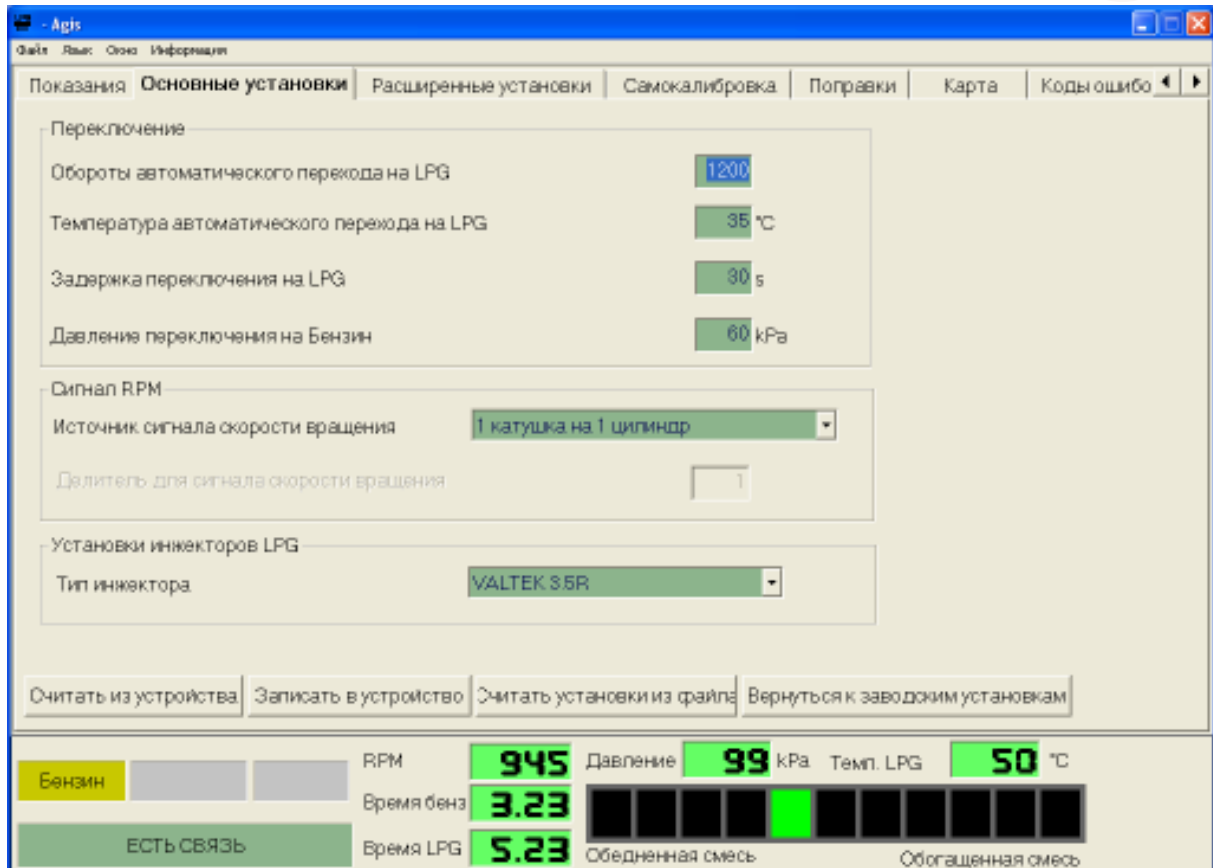 - Agis
Файл Язык Окно Информация
Показания Основные установки Расширенные установки Самокалибровка Поправки Карта Коды ошибо
Переключение
Обороты автоматического перехода на LPG 1200
Температура автоматического перехода на LPG 35 °C
Задержка переключения на LPG 30 s
Давление переключения на Бензин 60 kPa
Сигнал RPM
Источник сигнала скорости вращения 1 катушка на 1 цилиндр
Делитель для сигнала скорости вращения 1
Установки инжекторов LPG
Тип инжектора VALTEK 3.5R
Считать из устройства Записать в устройство Считать установки из файла Вернуться к заводским установкам
Бензин RPM 945 Давление 99 kPa Темп. LPG 50 °C
Время бенз 3.23
ЕСТЬ СВЯЗЬ Время LPG 5.23 Обедненная смесь Обогащенная смесь